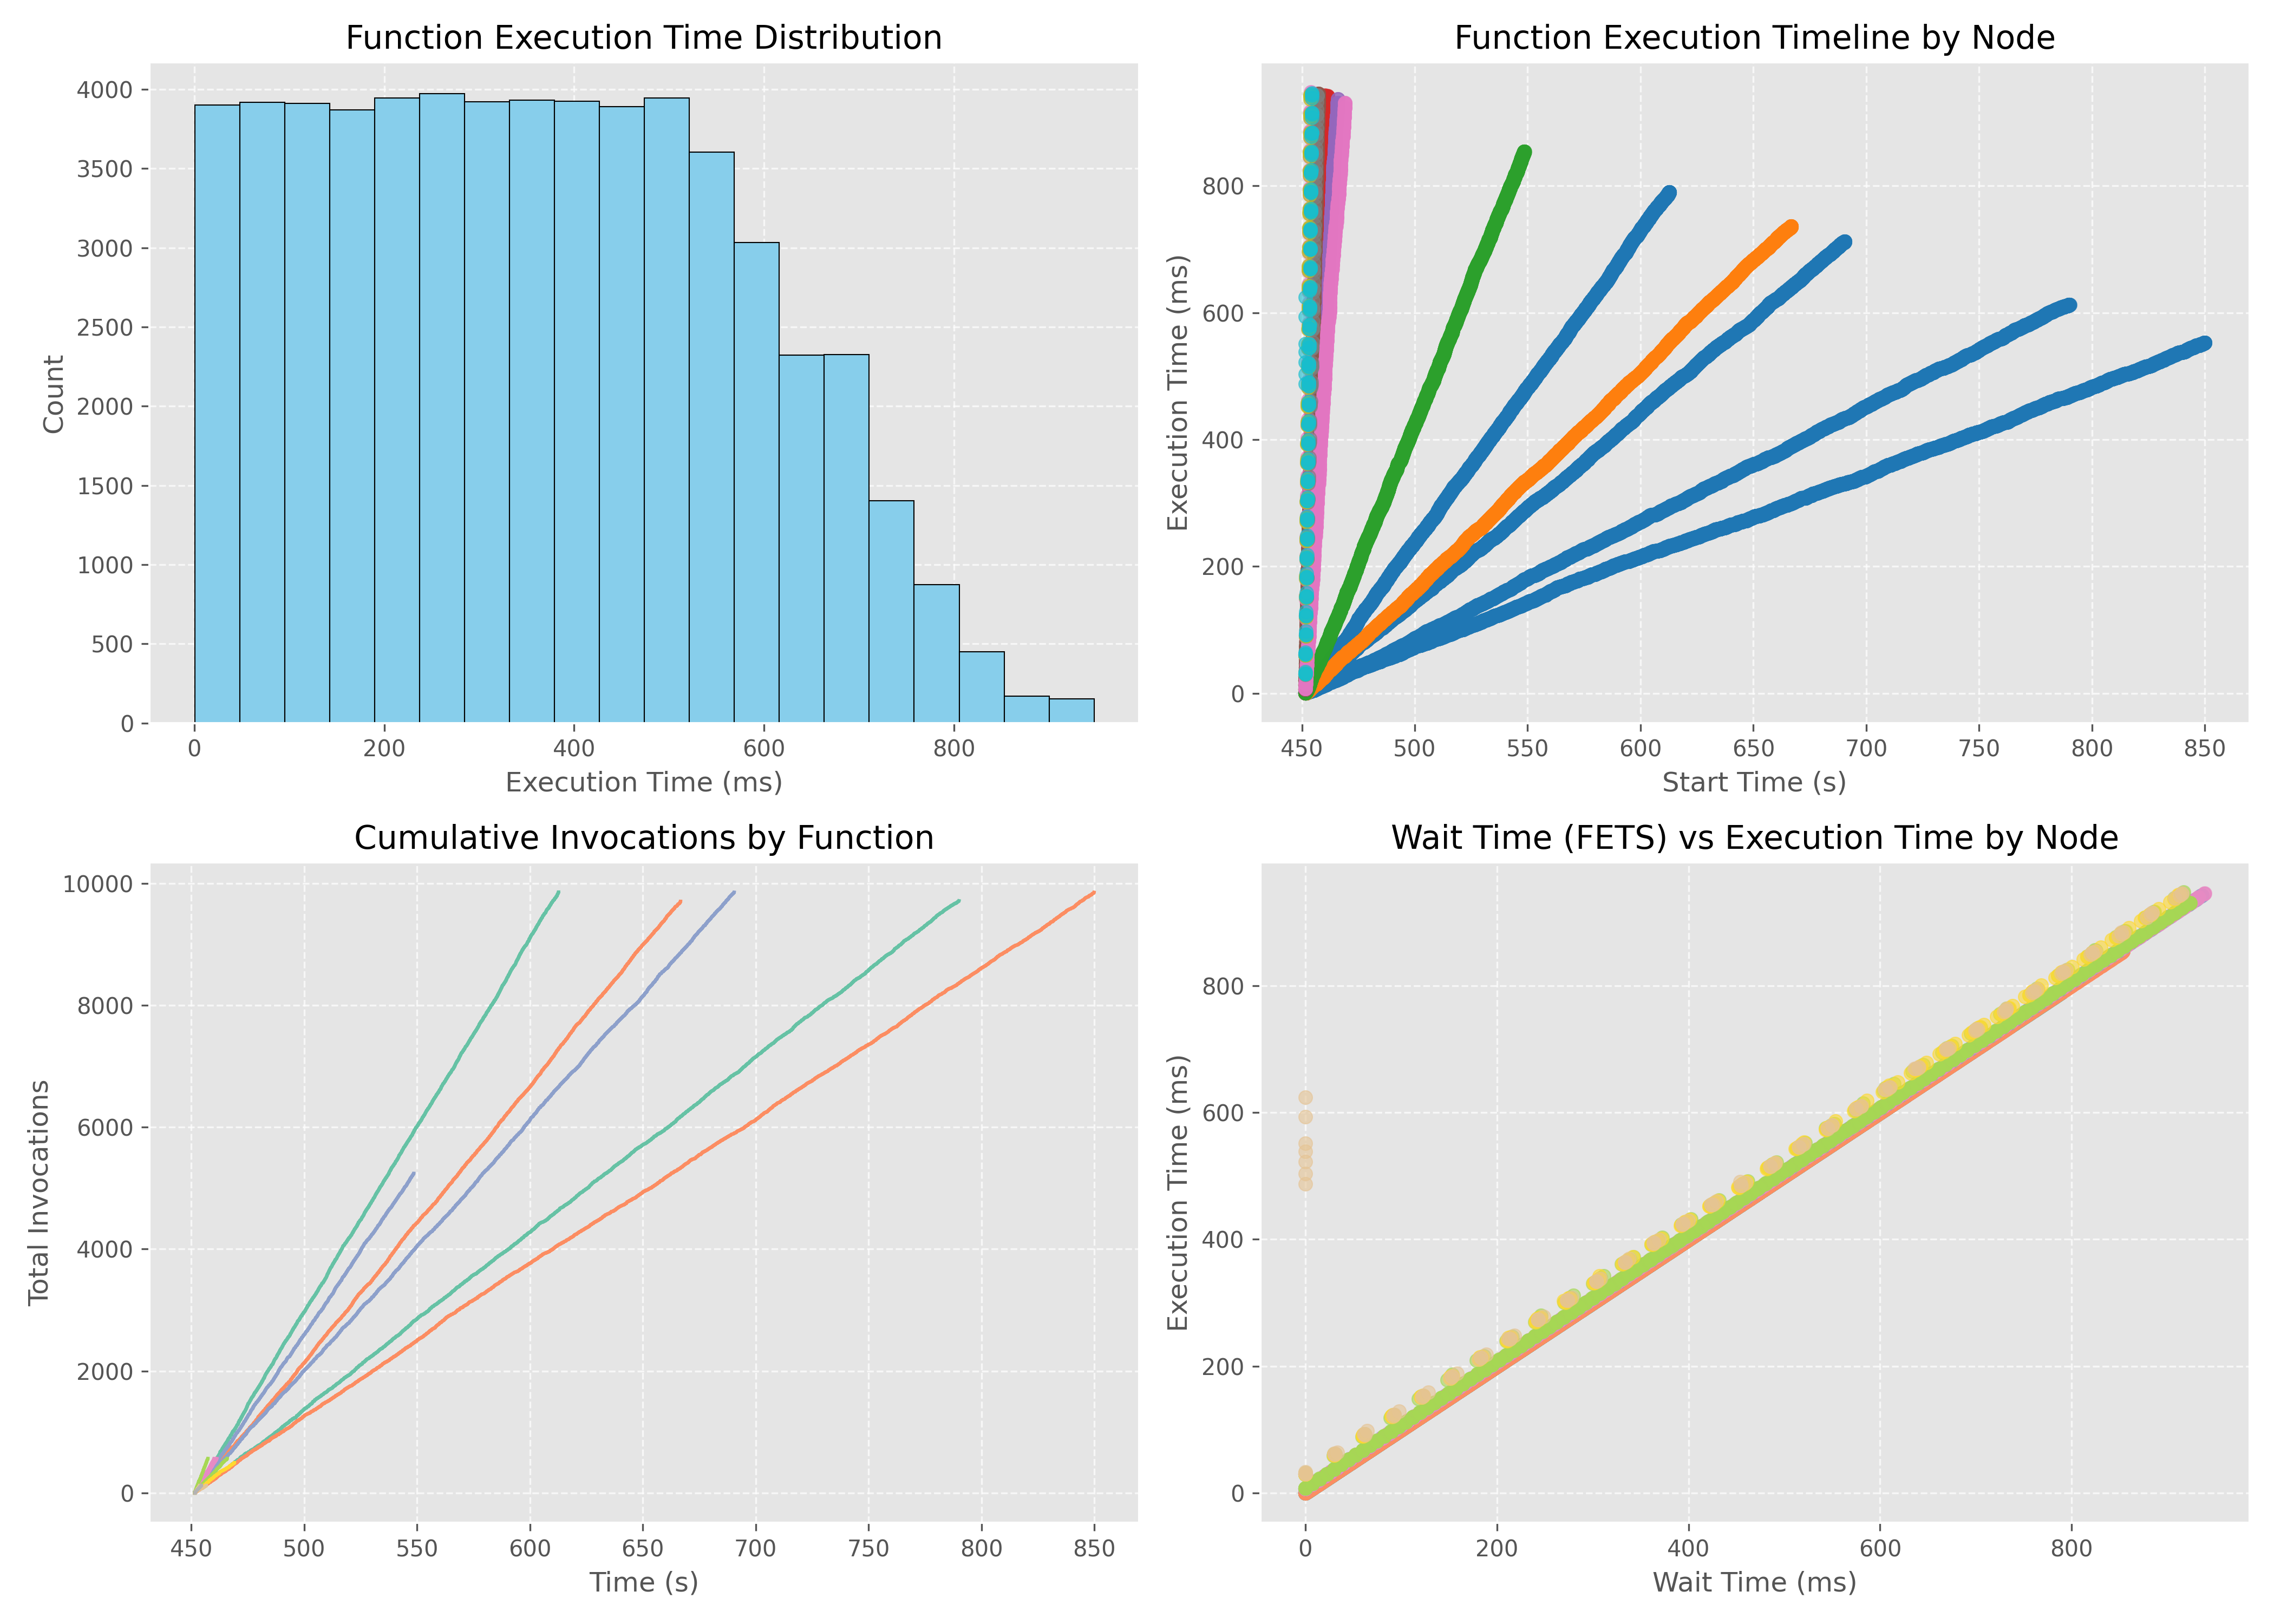 Function Execution Time Distribution
4000
3500
3000
2500
2000
1500
1000
500
0
Count
0 200 400 600 800
Execution Time (ms)
Function Execution Timeline by Node
800
600
400
200
0
Execution Time (ms)
450 500 550 600 650 700 750 800 850
Start Time (s)
Cumulative Invocations by Function
10000
8000
6000
4000
2000
0
Total Invocations
450 500 550 600 650 700 750 800 850
Time (s)
Wait Time (FETS) vs Execution Time by Node
800
600
400
200
0
Execution Time (ms)
0 200 400 600 800
Wait Time (ms)